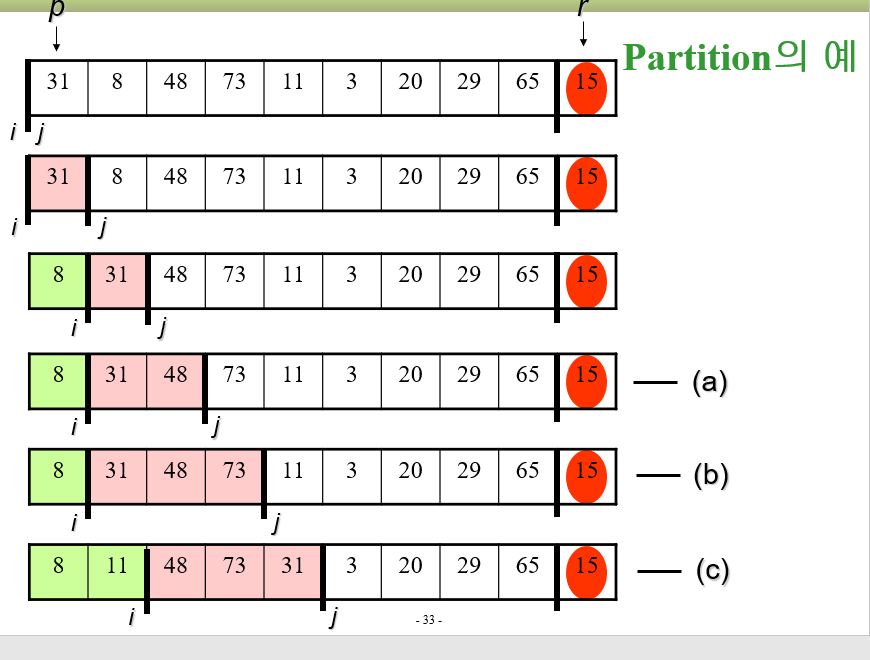 p r
Partition의 예
31 8 48 73 11 3 20 29 65 15
i j
31 8 48 73 11 3 20 29 65 15
i j
8 31 48 73 11 3 20 29 65 15
i j
8 31 48 73 11 3 20 29 65 15 (a)
i j
8 31 48 73 11 3 20 29 65 15 (b)
i j
8 11 48 73 31 3 20 29 65 15 (c)
i j
- 33 -